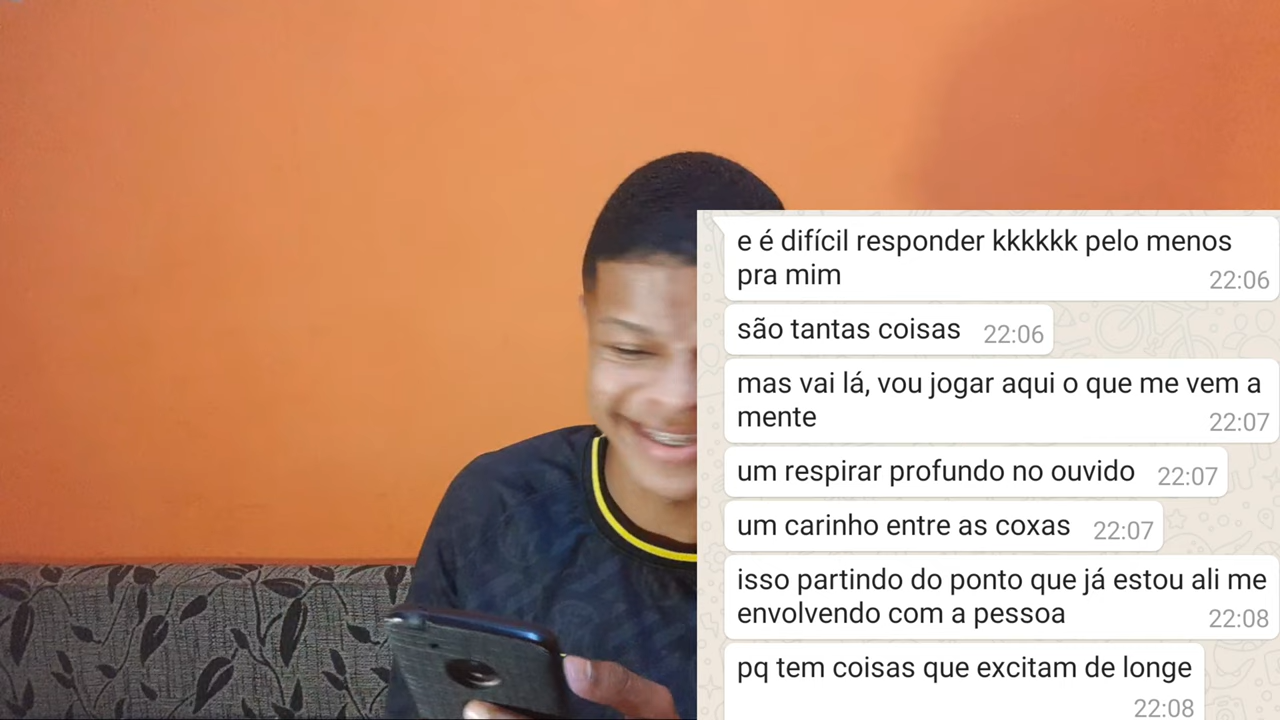 e é difícil responder kkkkkk pelo menos
pra mim
22:06
são tantas coisas 22:06
mas vai lá, vou jogar aqui o que me vem a
mente
22:07
um respirar profundo no ouvido 22:07
um carinho entre as coxas 22:07
isso partindo do ponto que já estou ali me
envolvendo com a pessoa
22:08
pq tem coisas que excitam de longe
22:08